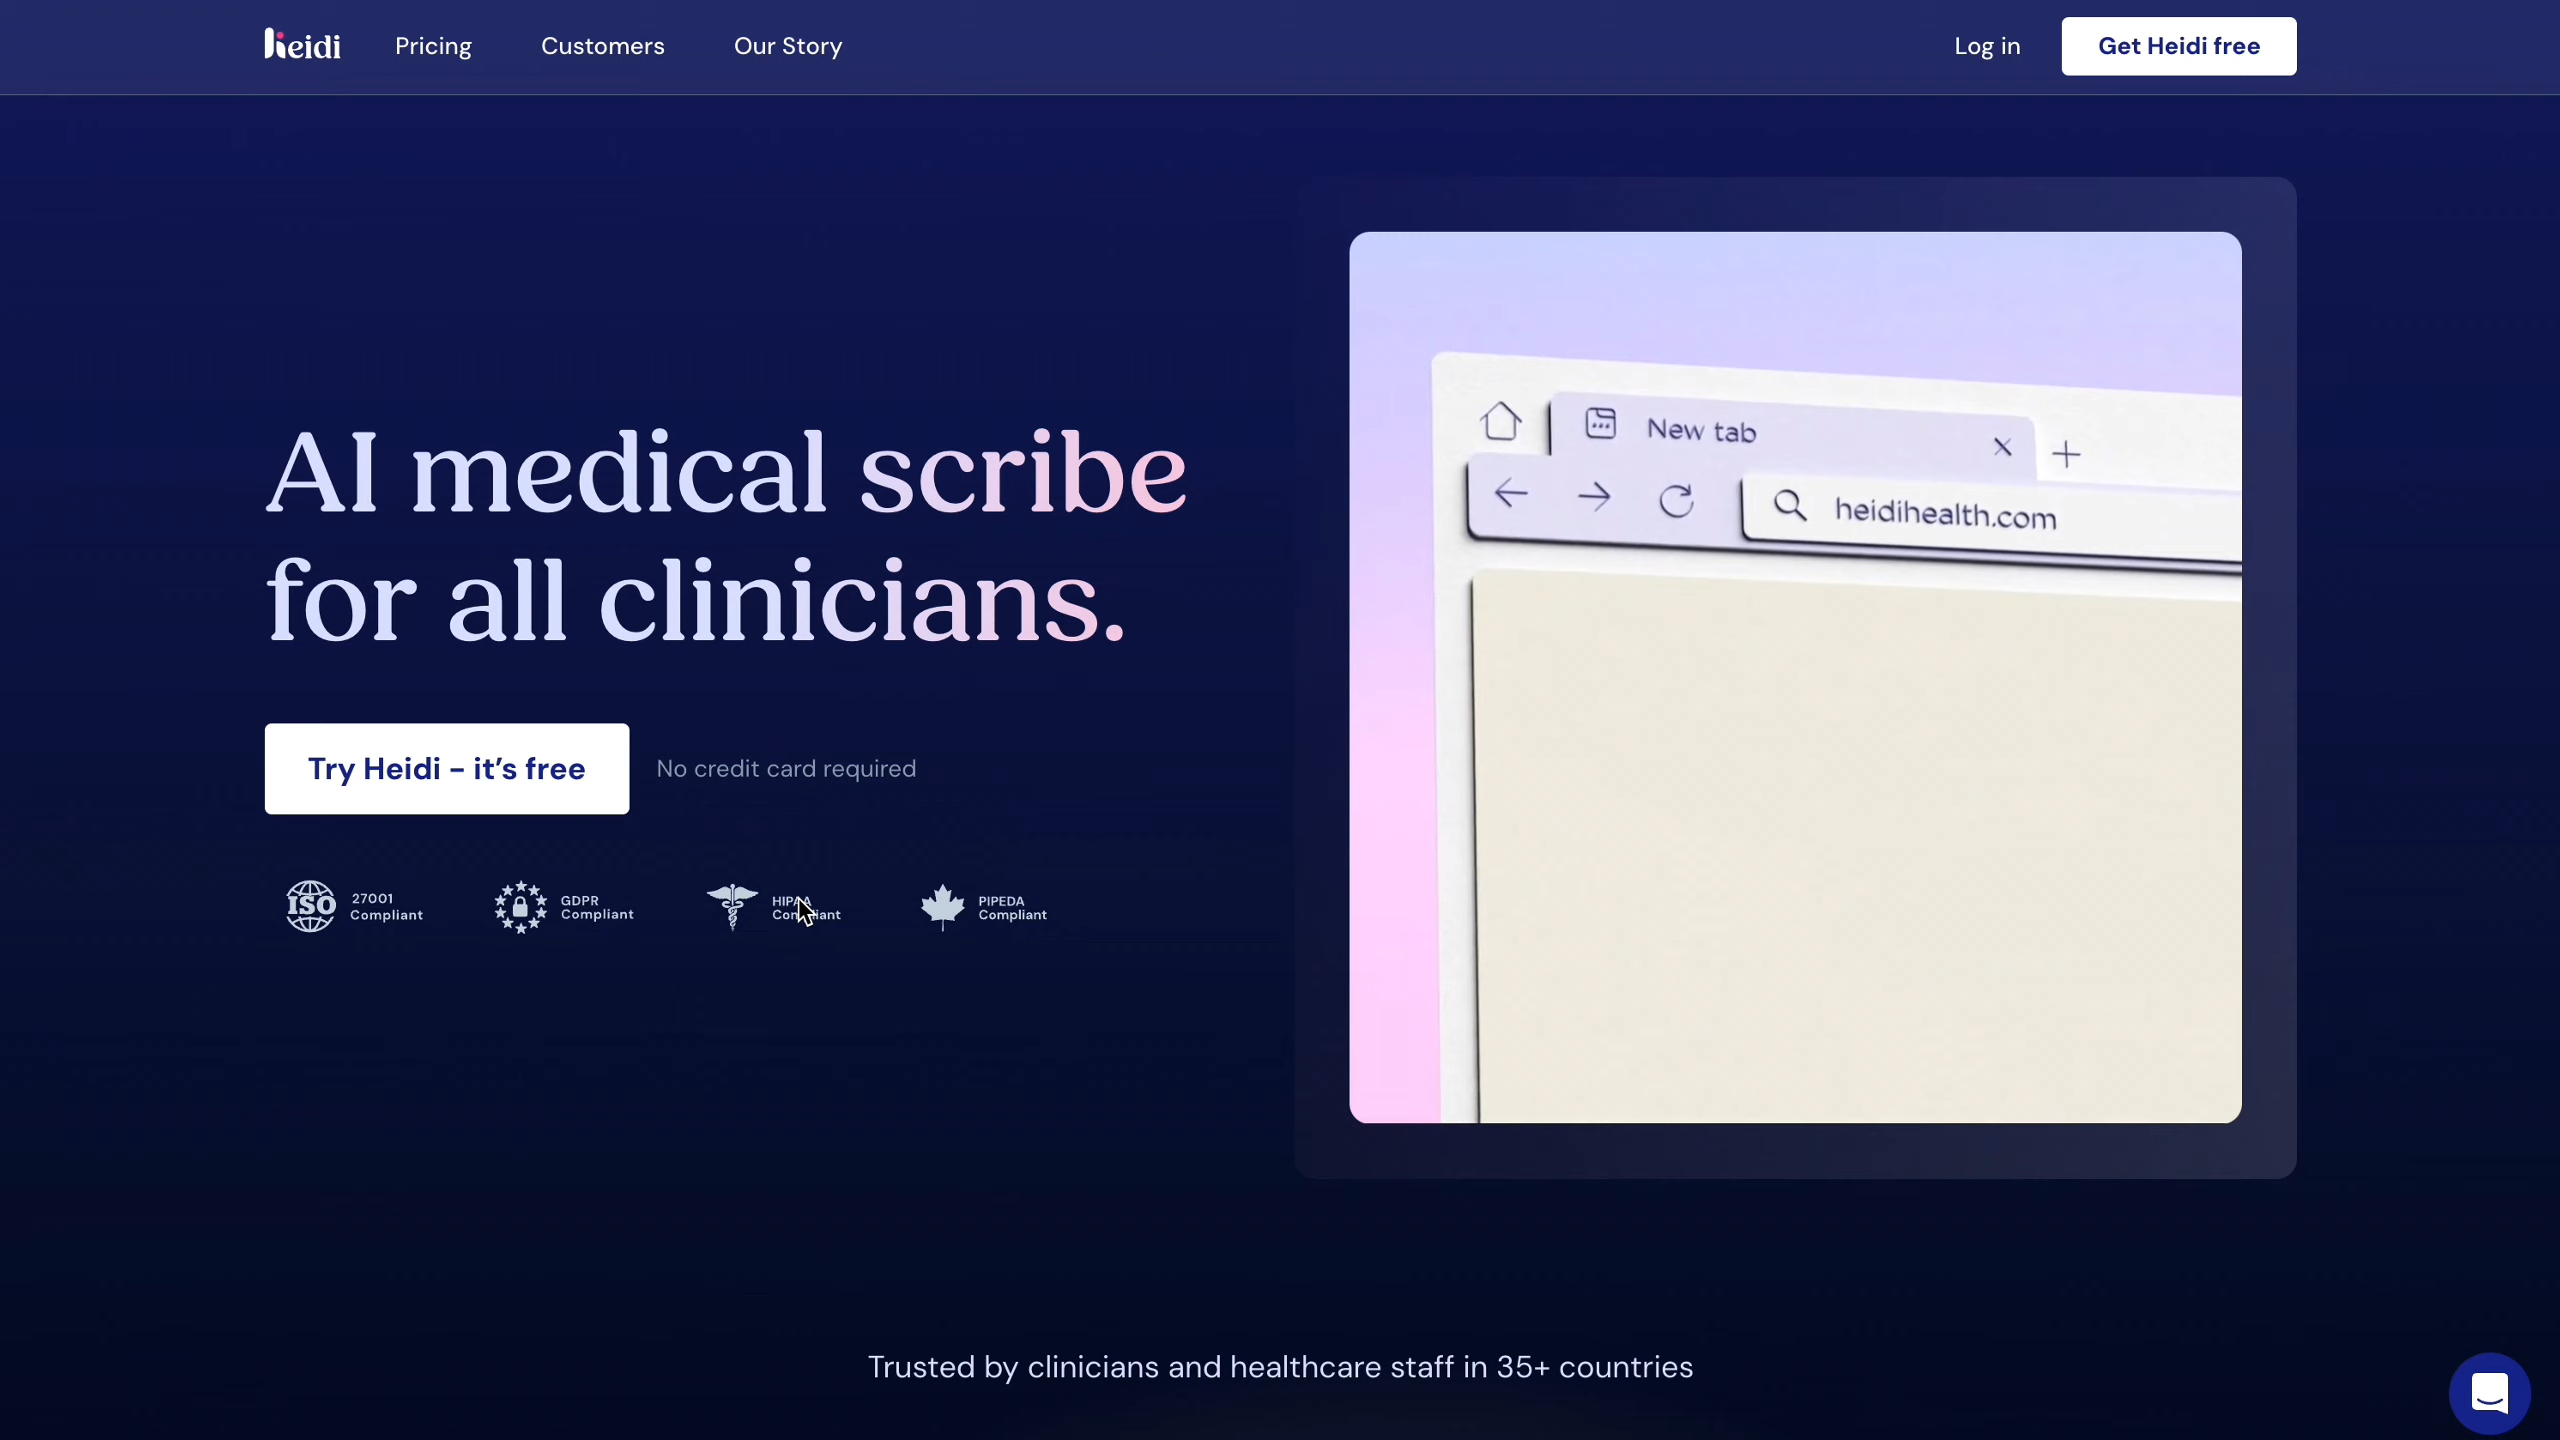 heidi
Pricing
Customers
Our Story
Log in
Get Heidi free
AI medical scribe
for all clinicians.
Try Heidi - it's free
No credit card required
ISO
27001
Compliant
GDPR
Compliant
HIPAA
Compliant
PIPEDA
Compliant
New tab
heidihealth.com
Trusted by clinicians and healthcare staff in 35+ countries